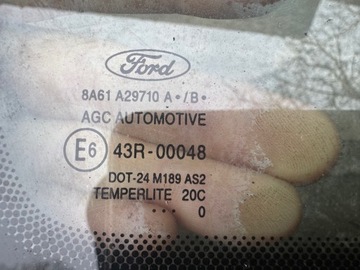 Ford
8A61 A29710 A•/B•
AGC AUTOMOTIVE
E6 43R-00048
DOT-24 M189 AS2
TEMPERLITE 20C
... 0